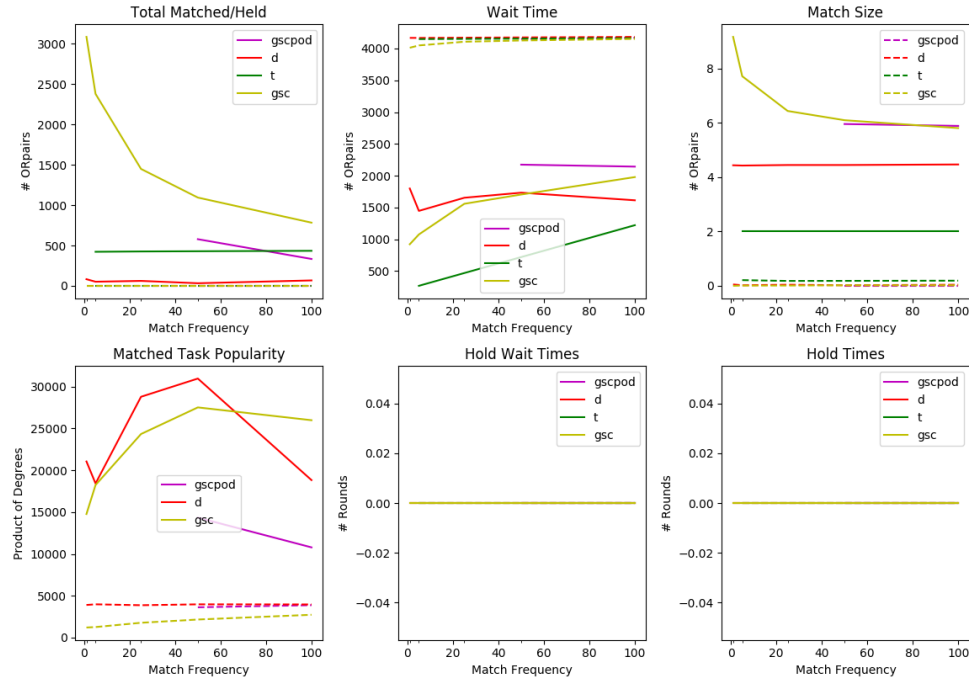 Total Matched/Held
# ORpairs
3000
2500
2000
1500
1000
500
0
gscpod
d
t
gsc
0 20 40 60 80 100
Match Frequency
Wait Time
# ORpairs
4000
3500
3000
2500
2000
1500
1000
500
gscpod
d
t
gsc
0 20 40 60 80 100
Match Frequency
Match Size
# ORpairs
8
6
4
2
0
gscpod
d
t
gsc
0 20 40 60 80 100
Match Frequency
Matched Task Popularity
Product of Degrees
30000
25000
20000
15000
10000
5000
0
gscpod
d
gsc
0 20 40 60 80 100
Match Frequency
Hold Wait Times
# Rounds
0.04
0.02
0.00
−0.02
−0.04
gscpod
d
t
gsc
0 20 40 60 80 100
Match Frequency
Hold Times
# Rounds
0.04
0.02
0.00
−0.02
−0.04
gscpod
d
t
gsc
0 20 40 60 80 100
Match Frequency